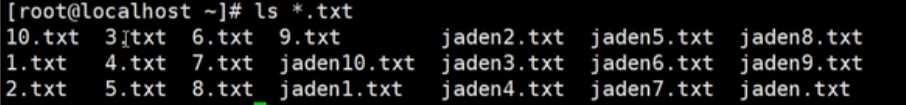 [root@localhost ~]# ls *.txt
10.txt  3.txt  6.txt  9.txt        jaden2.txt  jaden5.txt  jaden8.txt
1.txt   4.txt  7.txt  jaden10.txt  jaden3.txt  jaden6.txt  jaden9.txt
2.txt   5.txt  8.txt  jaden1.txt   jaden4.txt  jaden7.txt  jaden.txt